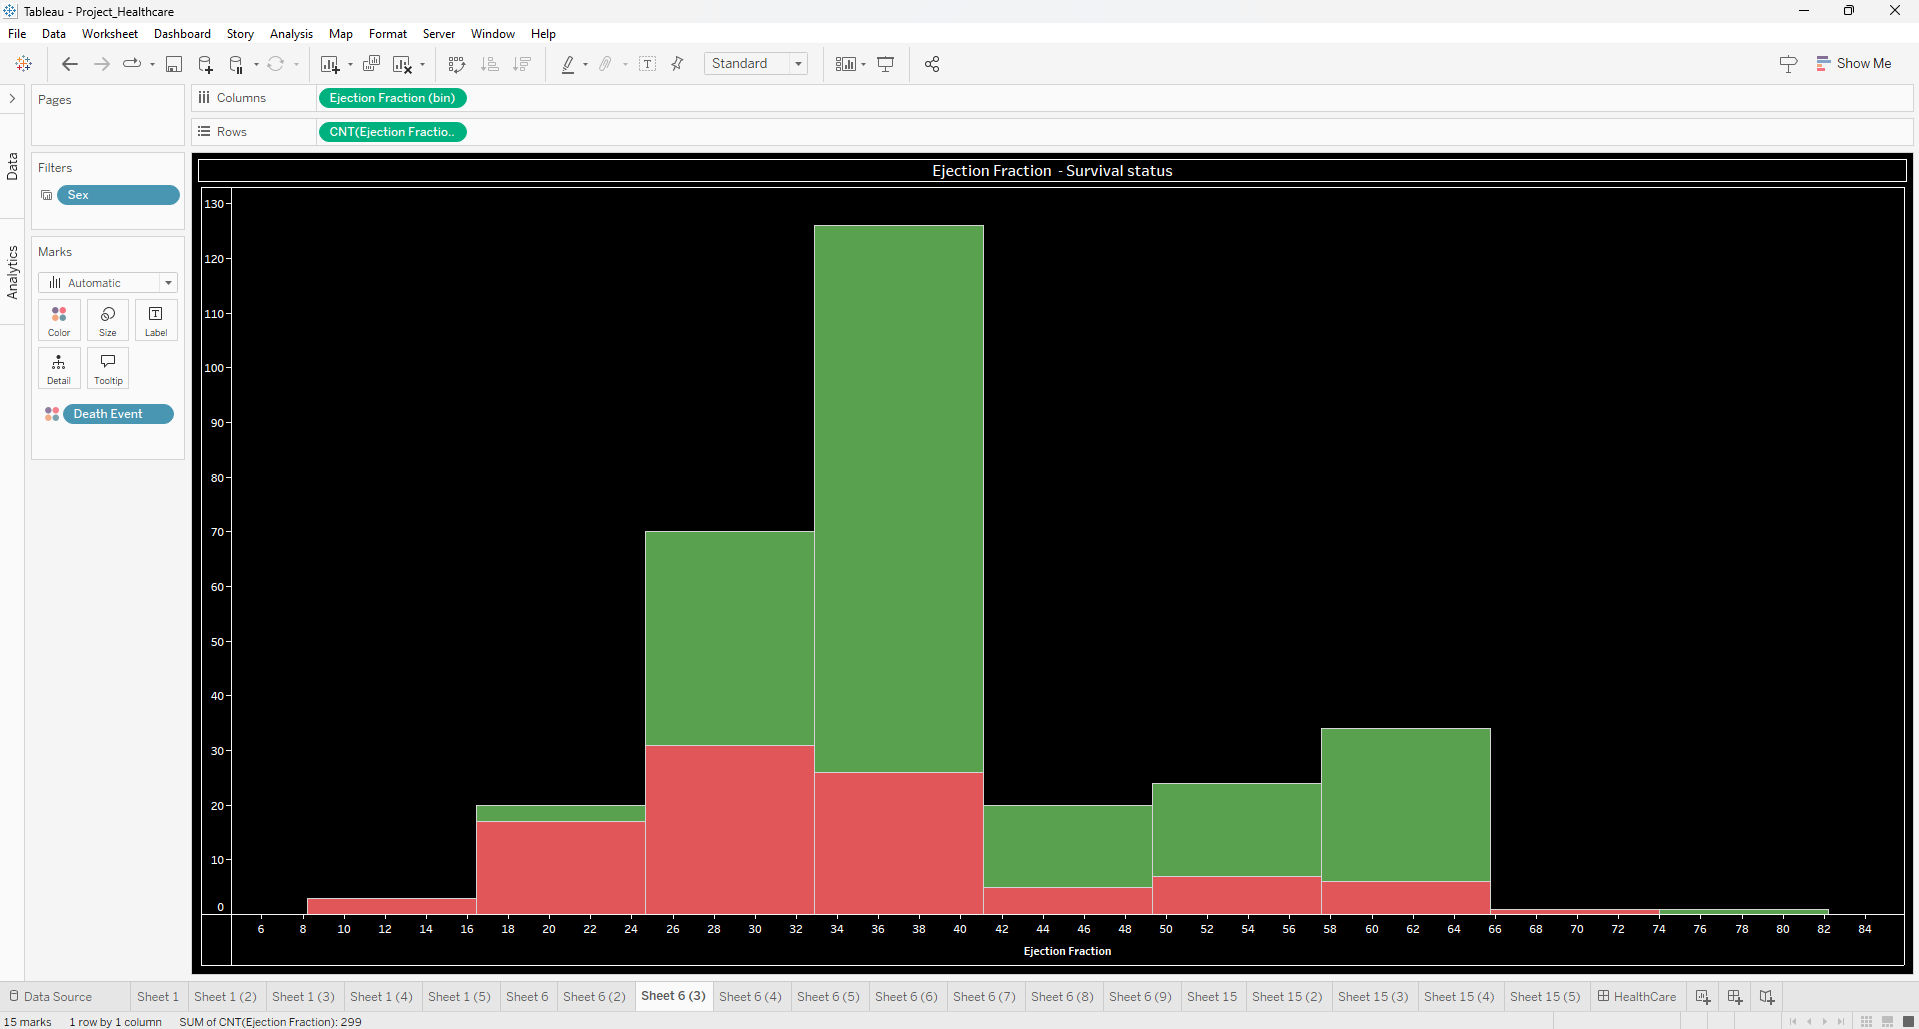 Tableau - Project_Healthcare
File Data Worksheet Dashboard Story Analysis Map Format Server Window Help
Standard
Show Me
Pages
Columns
Ejection Fraction (bin)
Rows
CNT(Ejection Fractio..
Data
Analytics
Filters
Sex
Marks
Automatic
Color Size Label
Detail Tooltip
Death Event
Ejection Fraction - Survival status
130
120
110
100
90
80
70
60
50
40
30
20
10
0
6 8 10 12 14 16 18 20 22 24 26 28 30 32 34 36 38 40 42 44 46 48 50 52 54 56 58 60 62 64 66 68 70 72 74 76 78 80 82 84
Ejection Fraction
Data Source Sheet 1 Sheet 1 (2) Sheet 1 (3) Sheet 1 (4) Sheet 1 (5) Sheet 6 Sheet 6 (2) Sheet 6 (3) Sheet 6 (4) Sheet 6 (5) Sheet 6 (6) Sheet 6 (7) Sheet 6 (8) Sheet 6 (9) Sheet 15 Sheet 15 (2) Sheet 15 (3) Sheet 15 (4) Sheet 15 (5) HealthCare
15 marks 1 row by 1 column SUM of CNT(Ejection Fraction): 299